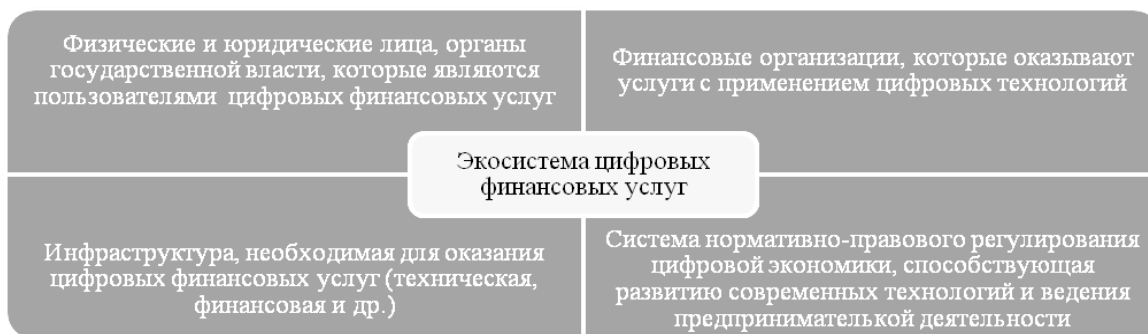 Физические и юридические лица, органы
государственной власти, которые являются
пользователями цифровых финансовых услуг
Финансовые организации, которые оказывают
услуги с применением цифровых технологий
Экосистема цифровых
финансовых услуг
Инфраструктура, необходимая для оказания
цифровых финансовых услуг (техническая,
финансовая и др.)
Система нормативно-правового регулирования
цифровой экономики, способствующая
развитию современных технологий и ведения
предпринимателькой деятельности